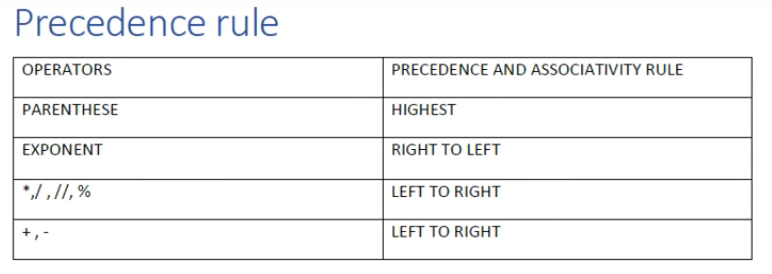 Precedence rule
OPERATORS PRECEDENCE AND ASSOCIATIVITY RULE
PARENTHESE HIGHEST
EXPONENT RIGHT TO LEFT
*,/ , //, % LEFT TO RIGHT
+ , - LEFT TO RIGHT